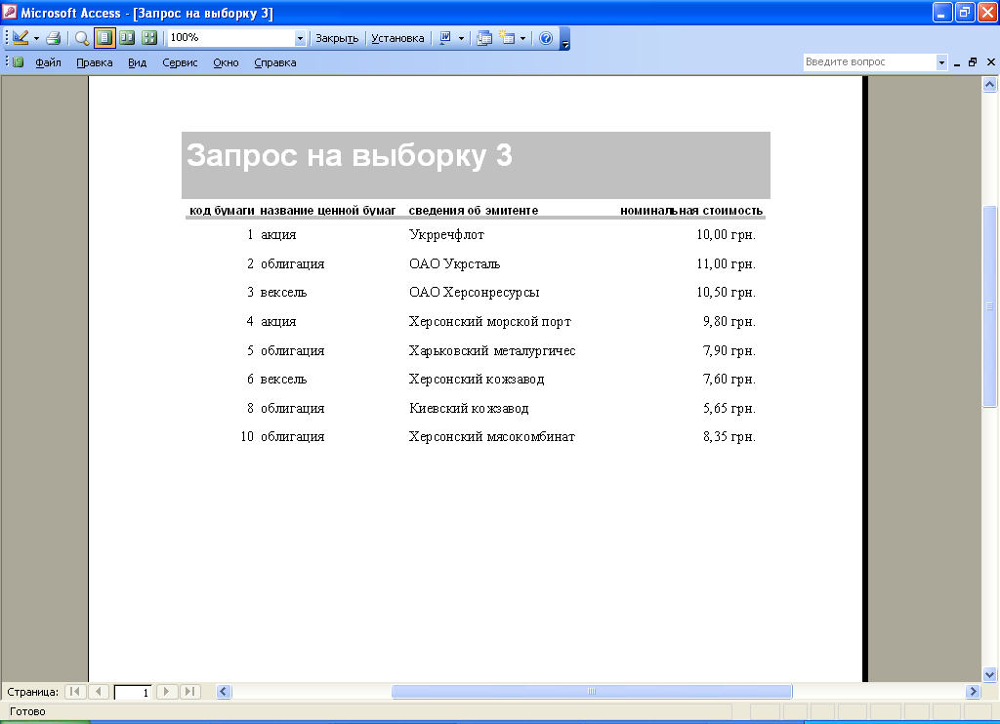 Microsoft Access - [Запрос на выборку 3]
100% Закрыть Установка
Файл Правка Вид Сервис Окно Справка Введите вопрос
Запрос на выборку 3
код бумаги название ценной бумаг сведения об эмитенте номинальная стоимость
1 акция Укрречфлот 10,00 грн.
2 облигация ОАО Укрсталь 11,00 грн.
3 вексель ОАО Херсонресурсы 10,50 грн.
4 акция Херсонский морской порт 9,80 грн.
5 облигация Харьковский металургичес 7,90 грн.
6 вексель Херсонский кожзавод 7,60 грн.
8 облигация Киевский кожзавод 5,65 грн.
10 облигация Херсонский мясокомбинат 8,35 грн.
Страница: 1
Готово